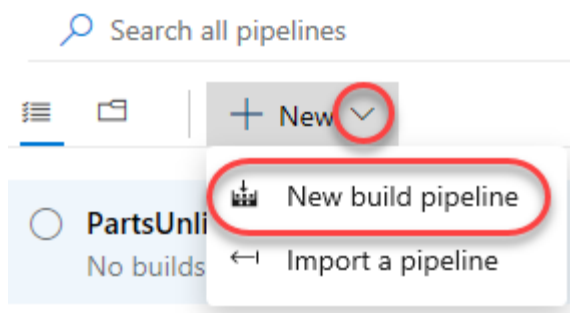 Search all pipelines
New
New build pipeline
PartsUnli
No builds
Import a pipeline